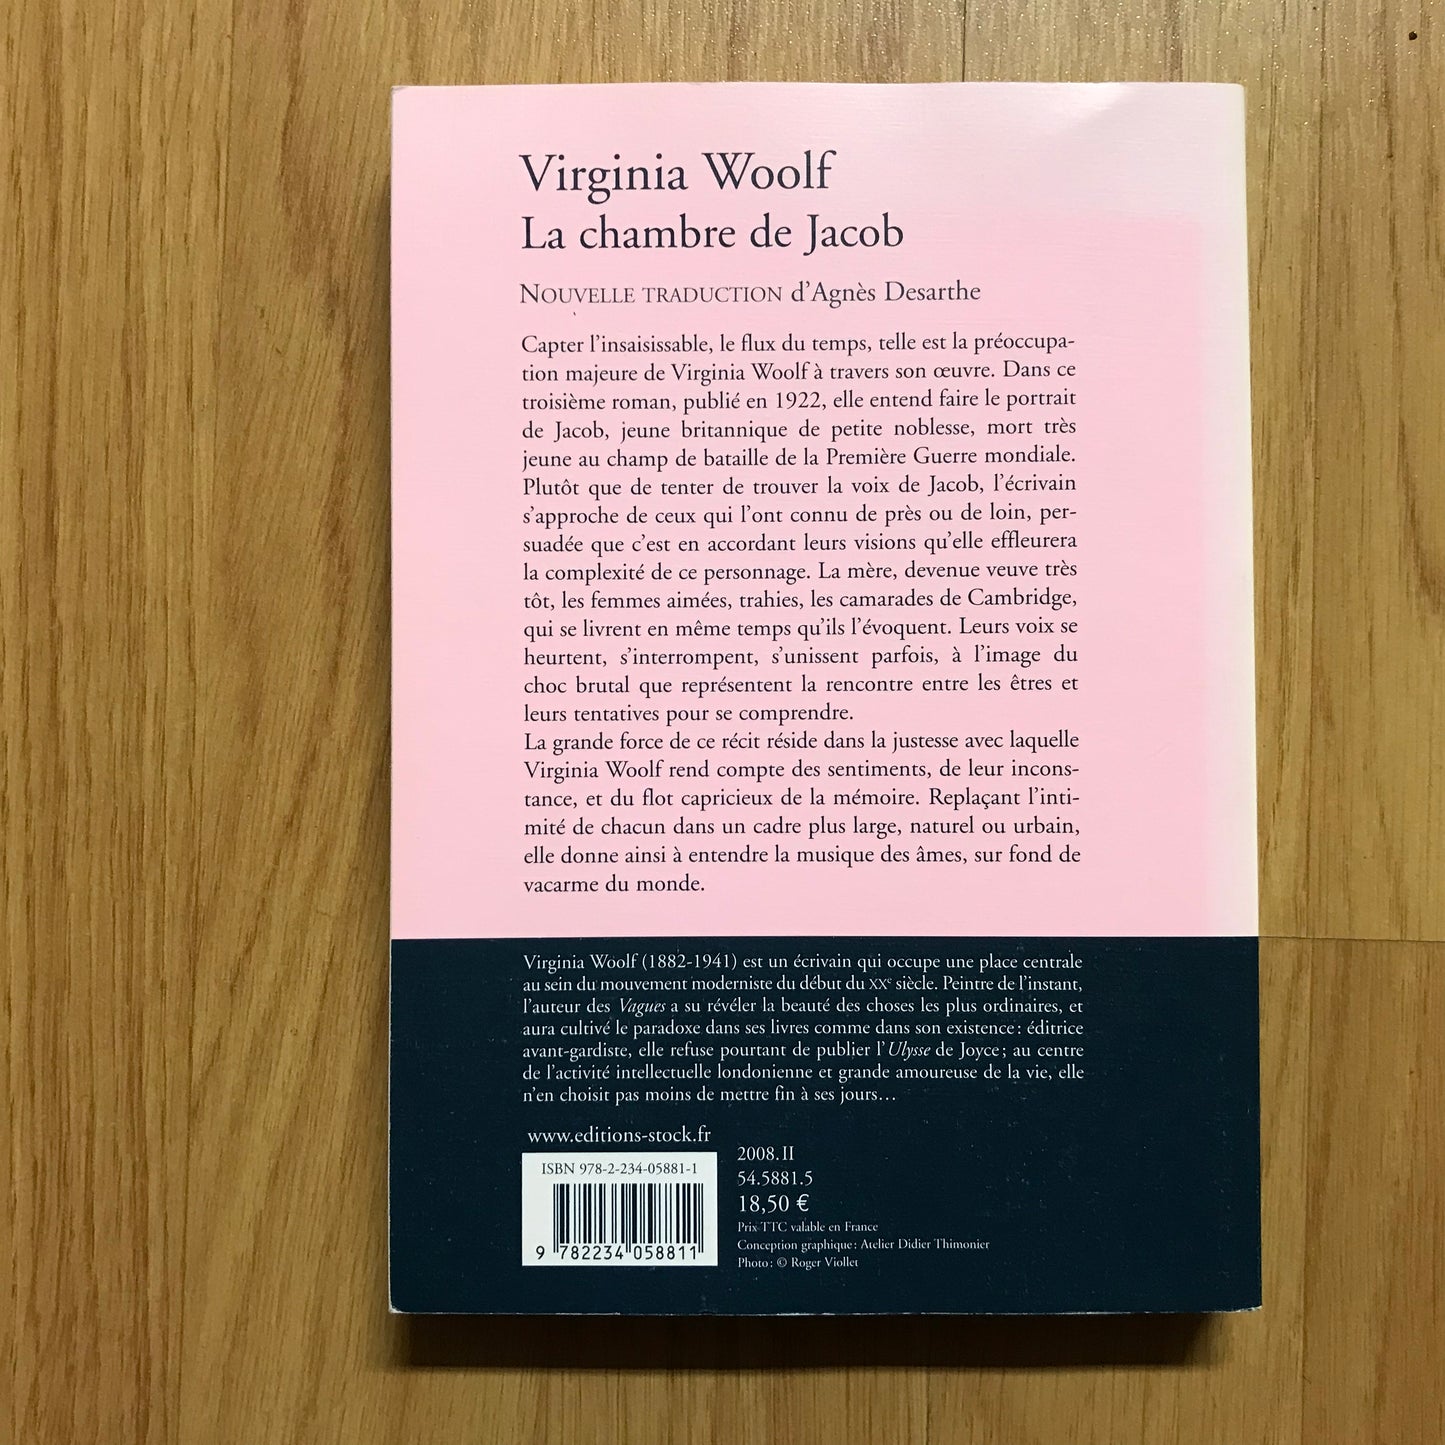 Virginia Woolf
La chambre de Jacob
NOUVELLE TRADUCTION d'Agnès Desarthe
Capter l'insaisissable, le flux du temps, telle est la préoccupa-
tion majeure de Virginia Woolf à travers son œuvre. Dans ce
troisième roman, publié en 1922, elle entend faire le portrait
de Jacob, jeune britannique de petite noblesse, mort très
jeune au champ de bataille de la Première Guerre mondiale.
Plutôt que de tenter de trouver la voix de Jacob, l'écrivain
s'approche de ceux qui l'ont connu de près ou de loin, per-
suadée que c'est en accordant leurs visions qu'elle effleurera
la complexité de ce personnage. La mère, devenue veuve très
tôt, les femmes aimées, trahies, les camarades de Cambridge,
qui se livrent en même temps qu'ils l'évoquent. Leurs voix se
heurtent, s'interrompent, s'unissent parfois, à l'image du
choc brutal que représentent la rencontre entre les êtres et
leurs tentatives pour se comprendre.
La grande force de ce récit réside dans la justesse avec laquelle
Virginia Woolf rend compte des sentiments, de leur incons-
tance, et du flot capricieux de la mémoire. Replaçant l'inti-
mité de chacun dans un cadre plus large, naturel ou urbain,
elle donne ainsi à entendre la musique des âmes, sur fond de
vacarme du monde.
Virginia Woolf (1882-1941) est un écrivain qui occupe une place centrale
au sein du mouvement moderniste du début du XXe siècle. Peintre de l'instant,
l'auteur des Vagues a su révéler la beauté des choses les plus ordinaires, et
aura cultivé le paradoxe dans ses livres comme dans son existence : éditrice
avant-gardiste, elle refuse pourtant de publier l'Ulysse de Joyce ; au centre
de l'activité intellectuelle londonienne et grande amoureuse de la vie, elle
n'en choisit pas moins de mettre fin à ses jours…
www.editions-stock.fr
ISBN 978-2-234-05881-1
9 782234 058811
2008.II
54.5881.5
18,50 €
Prix TTC valable en France
Conception graphique : Atelier Didier Thimonier
Photo : © Roger Viollet